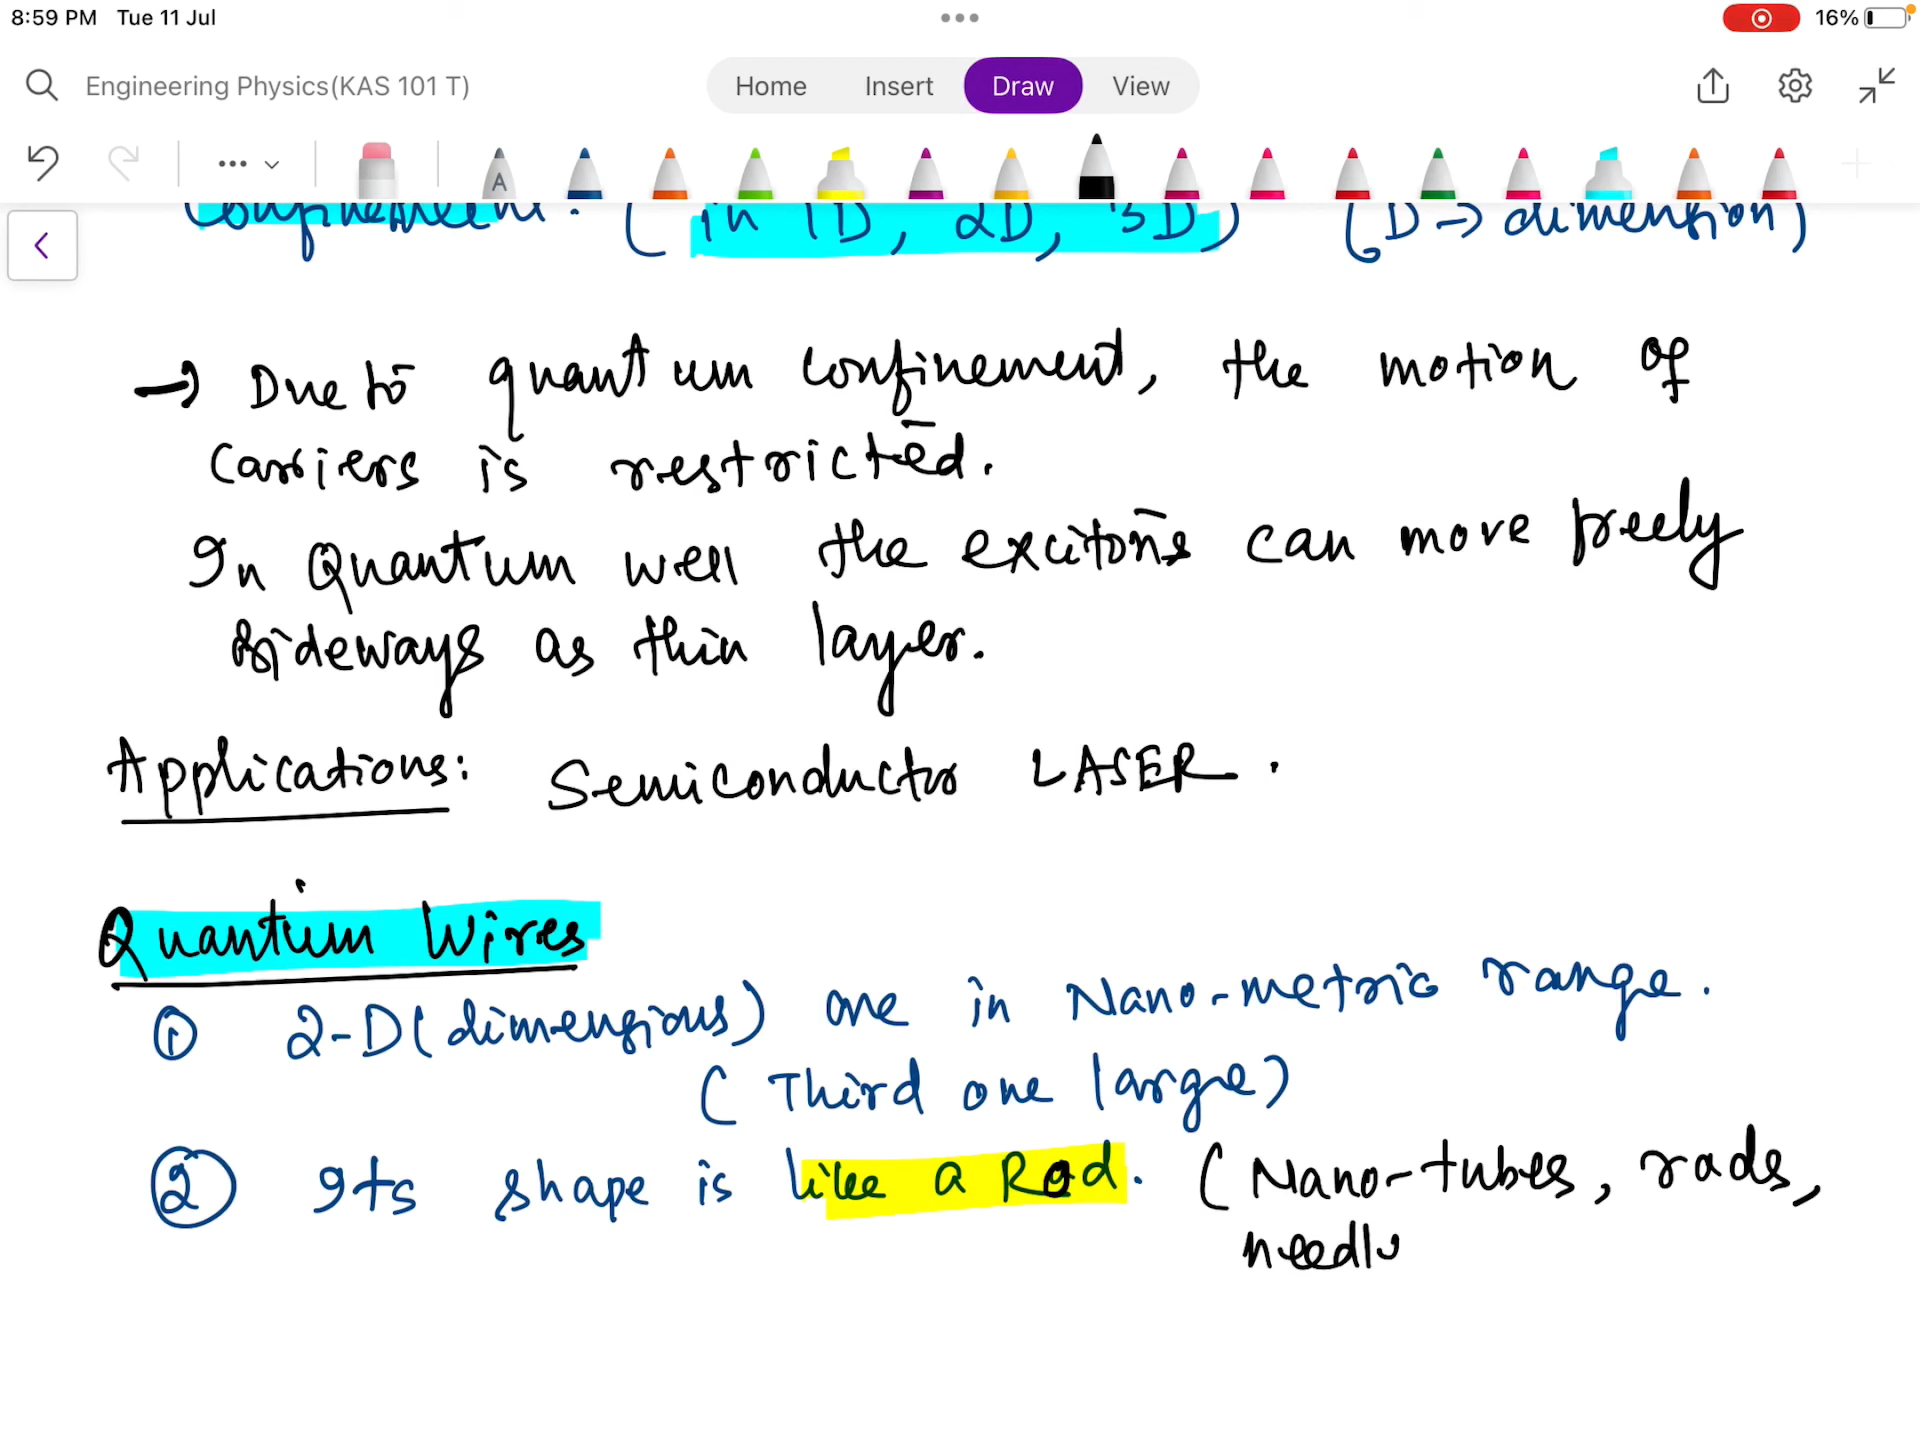 8:59 PM Tue 11 Jul
16%
Engineering Physics(KAS 101 T)
Home Insert Draw View
A
confinement. (in 1D, 2D, 3D) (D → dimension)
→ Due to quantum confinement, the motion of
carriers is restricted.
In Quantum well the excitons can move freely
sideways as thin layer.
Applications: Semiconductor LASER.
Quantum Wires
① 2-D (dimensions) one in Nano-metric range.
(Third one large)
② Its shape is like a Rod. (Nano-tubes, rods,
needls